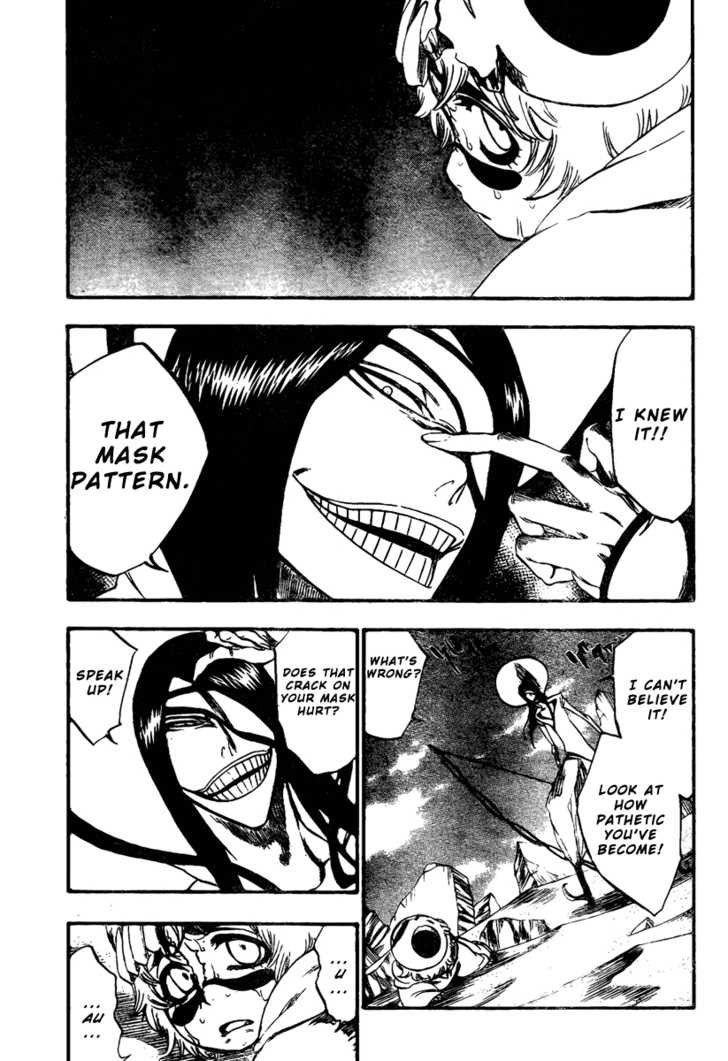 I KNEW
IT!!
THAT
MASK
PATTERN.
I CAN'T
BELIEVE
IT!
LOOK AT
HOW
PATHETIC
YOU'VE
BECOME!
WHAT'S
WRONG?
DOES THAT
CRACK ON
YOUR MASK
HURT?
SPEAK
UP!
...
U
...
...
AU
...